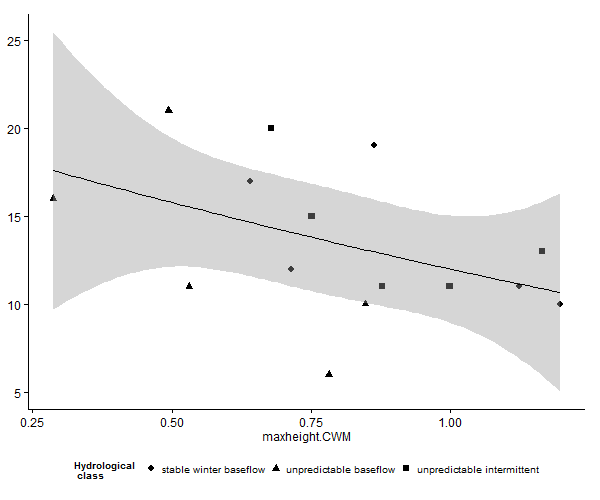 25
20
15
10
5
0.25 0.50 0.75 1.00
maxheight.CWM
Hydrological
class
stable winter baseflow unpredictable baseflow unpredictable intermittent